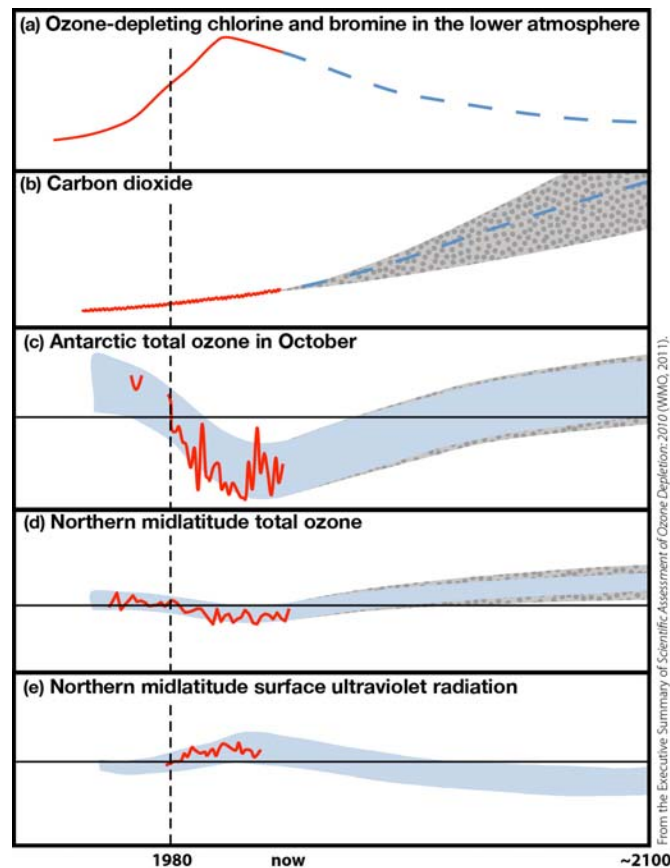 (a) Ozone-depleting chlorine and bromine in the lower atmosphere
(b) Carbon dioxide
(c) Antarctic total ozone in October
(d) Northern midlatitude total ozone
(e) Northern midlatitude surface ultraviolet radiation
1980 now ~2100
From the Executive Summary of Scientific Assessment of Ozone Depletion: 2010 (WMO, 2011).